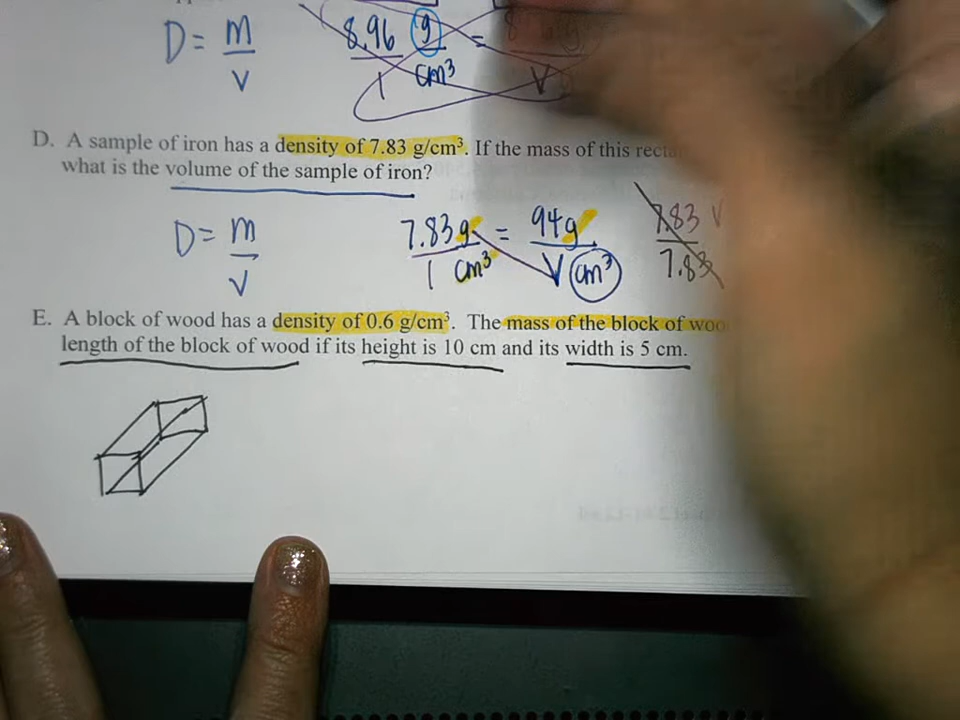 D = m/v 8.96 g/1 cm³ = /V
D. A sample of iron has a density of 7.83 g/cm³. If the mass of this
what is the volume of the sample of iron?
D = m/v 7.83 g/1 cm³ = 94g/V cm³ 7.83 V/7.83
E. A block of wood has a density of 0.6 g/cm³. The mass of the block of
length of the block of wood if its height is 10 cm and its width is 5 cm.